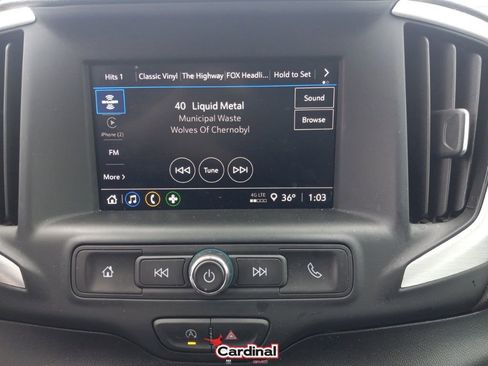 Hits 1
Classic Vinyl
The Highway
FOX Headli...
Hold to Set
40 Liquid Metal
Sound
Municipal Waste
Browse
Wolves Of Chernobyl
iPhone (2)
FM
Tune
More
4G LTE
36°
1:03
Cardinal